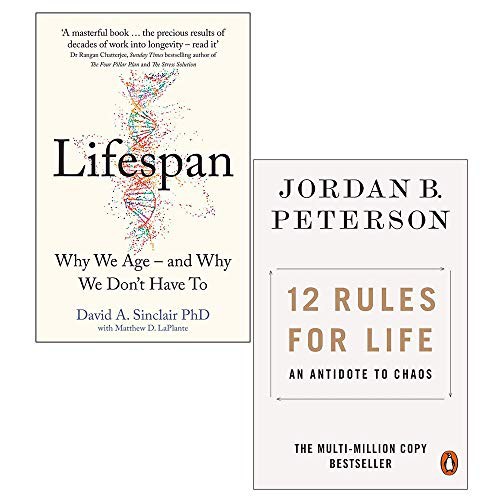 'A masterful book ... the precious results of
decades of work into longevity – read it'
Dr Rangan Chatterjee, Sunday Times bestselling author of
The Four Pillar Plan and The Stress Solution
Lifespan
Why We Age – and Why
We Don't Have To
David A. Sinclair PhD
with Matthew D. LaPlante
JORDAN B.
PETERSON
12 RULES
FOR LIFE
AN ANTIDOTE TO CHAOS
THE MULTI-MILLION COPY
BESTSELLER